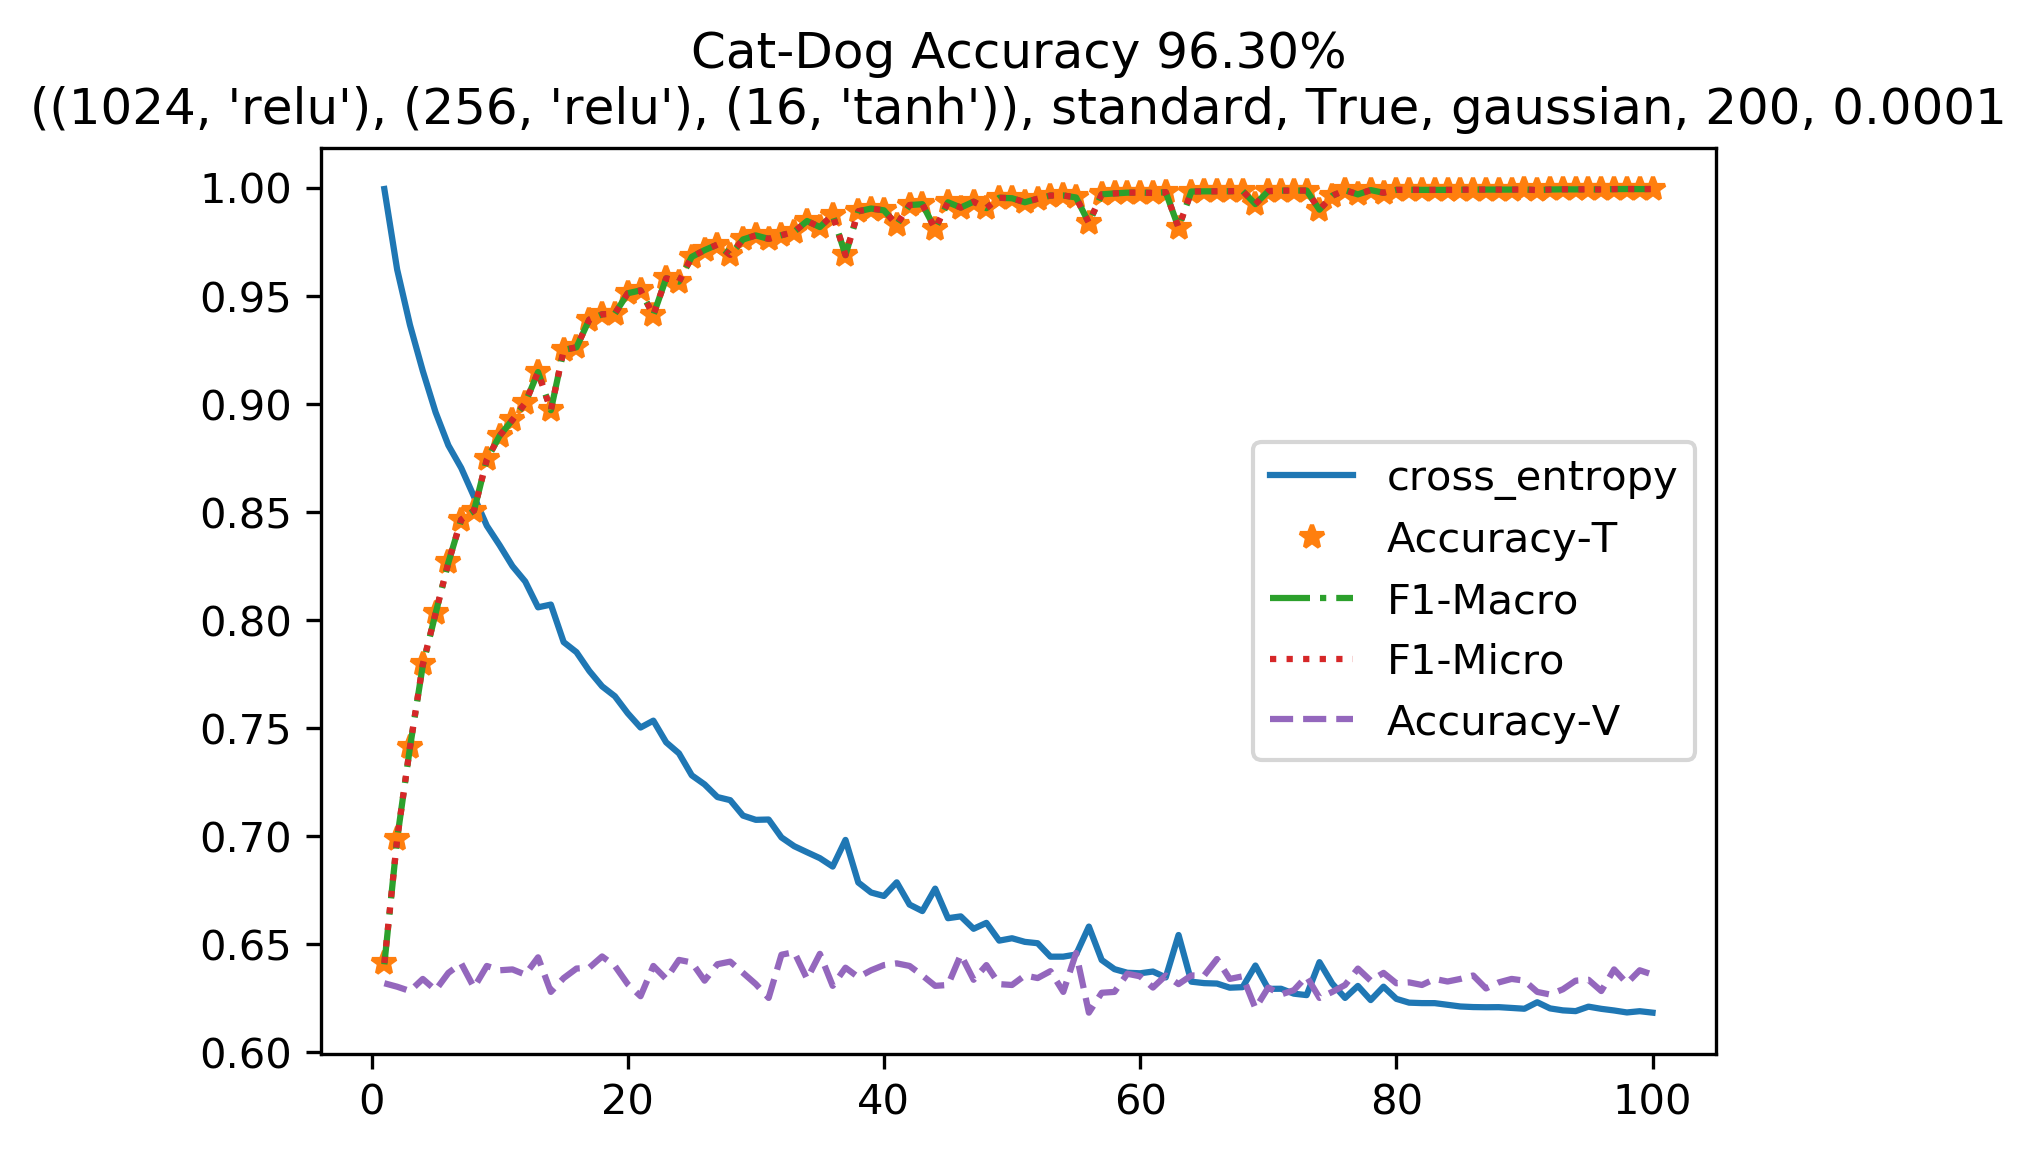 Cat-Dog Accuracy 96.30%
((1024, 'relu'), (256, 'relu'), (16, 'tanh')), standard, True, gaussian, 200, 0.0001
1.00
0.95
0.90
0.85
0.80
0.75
0.70
0.65
0.60
cross_entropy
Accuracy-T
F1-Macro
F1-Micro
Accuracy-V
0 20 40 60 80 100